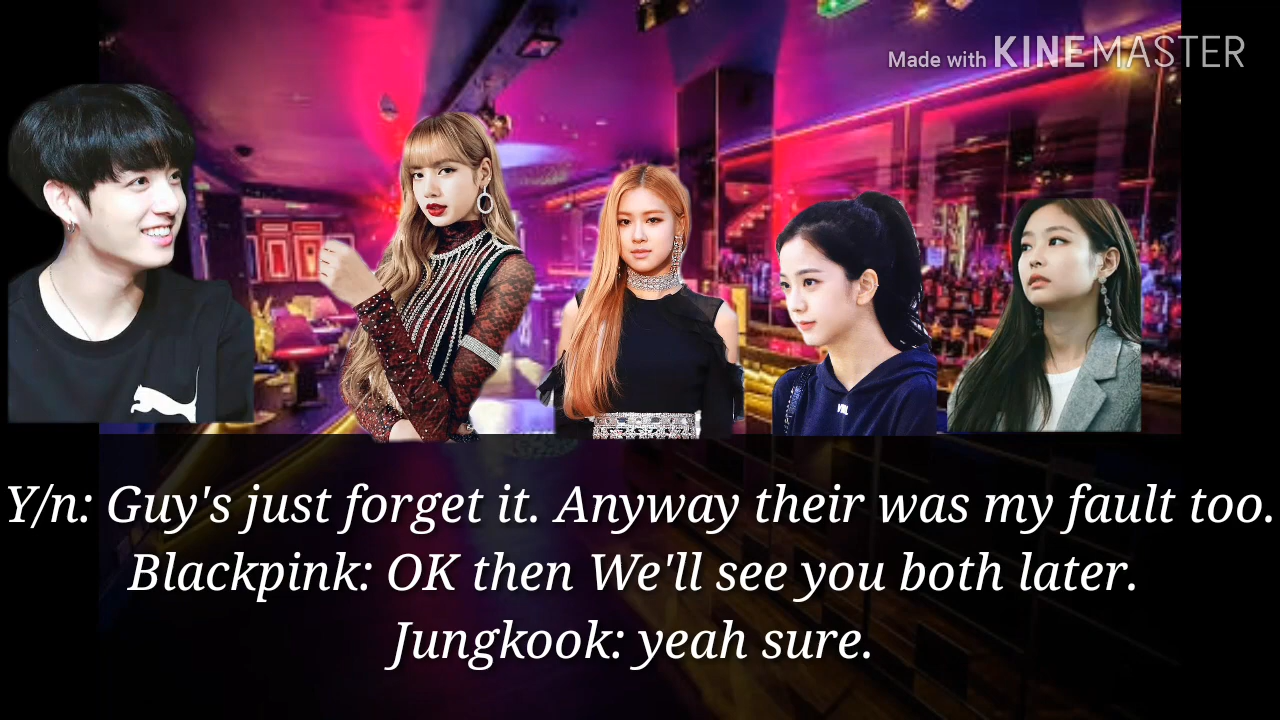 Made with KINEMASTER
Y/n: Guy's just forget it. Anyway their was my fault too.
Blackpink: OK then We'll see you both later.
Jungkook: yeah sure.